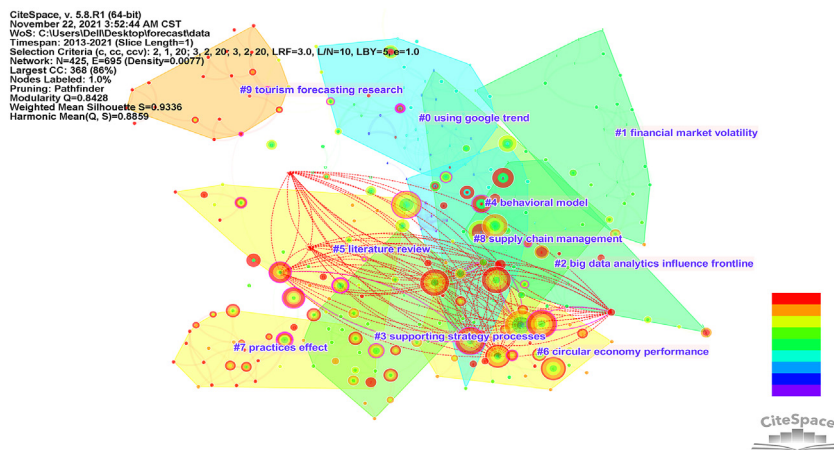 CiteSpace, v. 5.8.R1 (64-bit)
November 22, 2021 3:52:44 AM CST
WoS: C:\Users\Dell\Desktop\forecast\data
Timespan: 2013-2021 (Slice Length=1)
Selection Criteria (c, cc, ccv): 2, 1, 20; 3, 2, 20; 3, 2, 20, LRF=3.0, L/N=10, LBY=5, e=1.0
Network: N=425, E=695 (Density=0.0077)
Largest CC: 368 (86%)
Nodes Labeled: 1.0%
Pruning: Pathfinder
Modularity Q=0.8428
Weighted Mean Silhouette S=0.9336
Harmonic Mean(Q, S)=0.8859
#9 tourism forecasting research
#0 using google trend
#1 financial market volatility
#4 behavioral model
#8 supply chain management
#5 literature review
#2 big data analytics influence frontline
#3 supporting strategy processes
#7 practices effect
#6 circular economy performance
CiteSpace